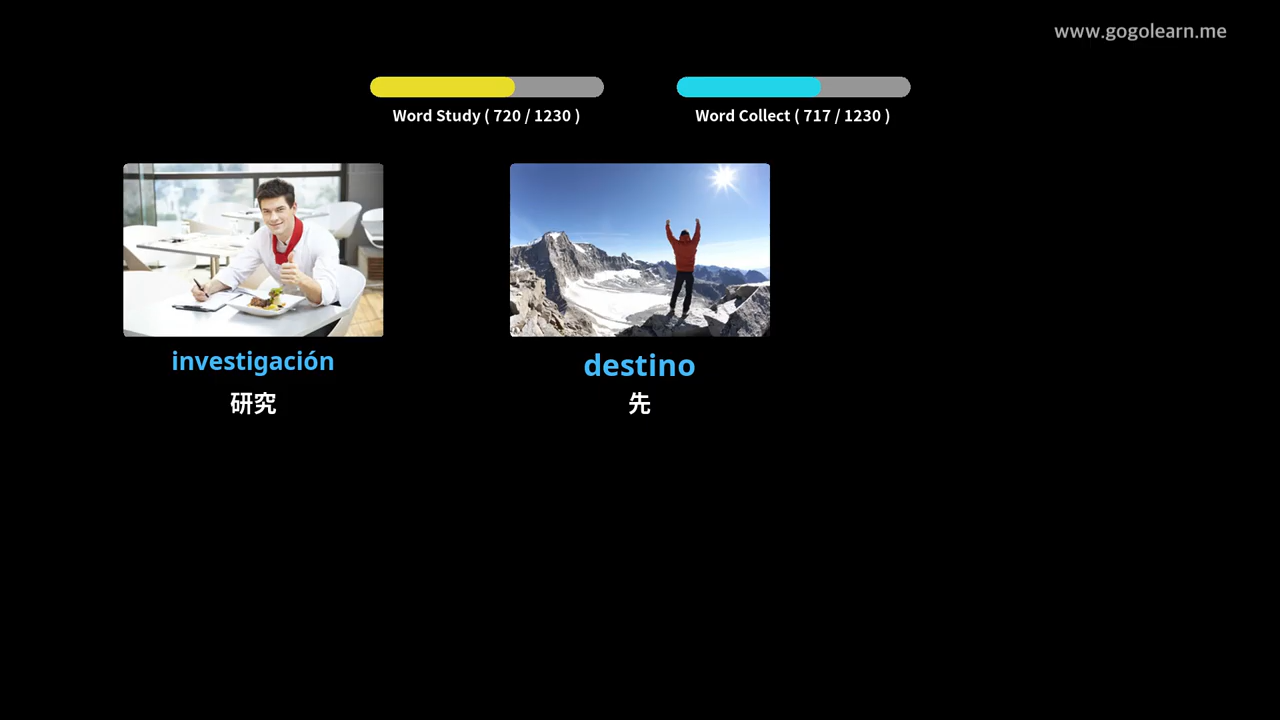 www.gogolearn.me
Word Study ( 720 / 1230 )
Word Collect ( 717 / 1230 )
investigación
研究
destino
先